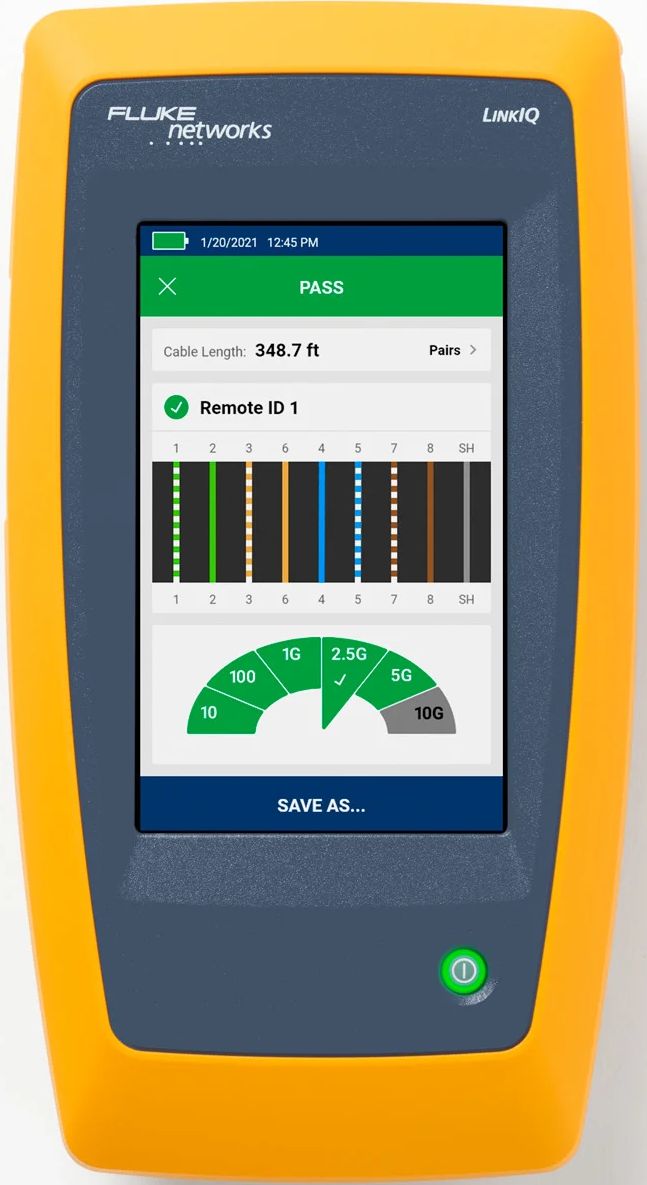 FLUKE
networks
LINKIQ
1/20/2021 12:45 PM
PASS
Cable Length: 348.7 ft Pairs
Remote ID 1
1 2 3 6 4 5 7 8 SH
1 2 3 6 4 5 7 8 SH
10 100 1G 2.5G 5G 10G
SAVE AS...